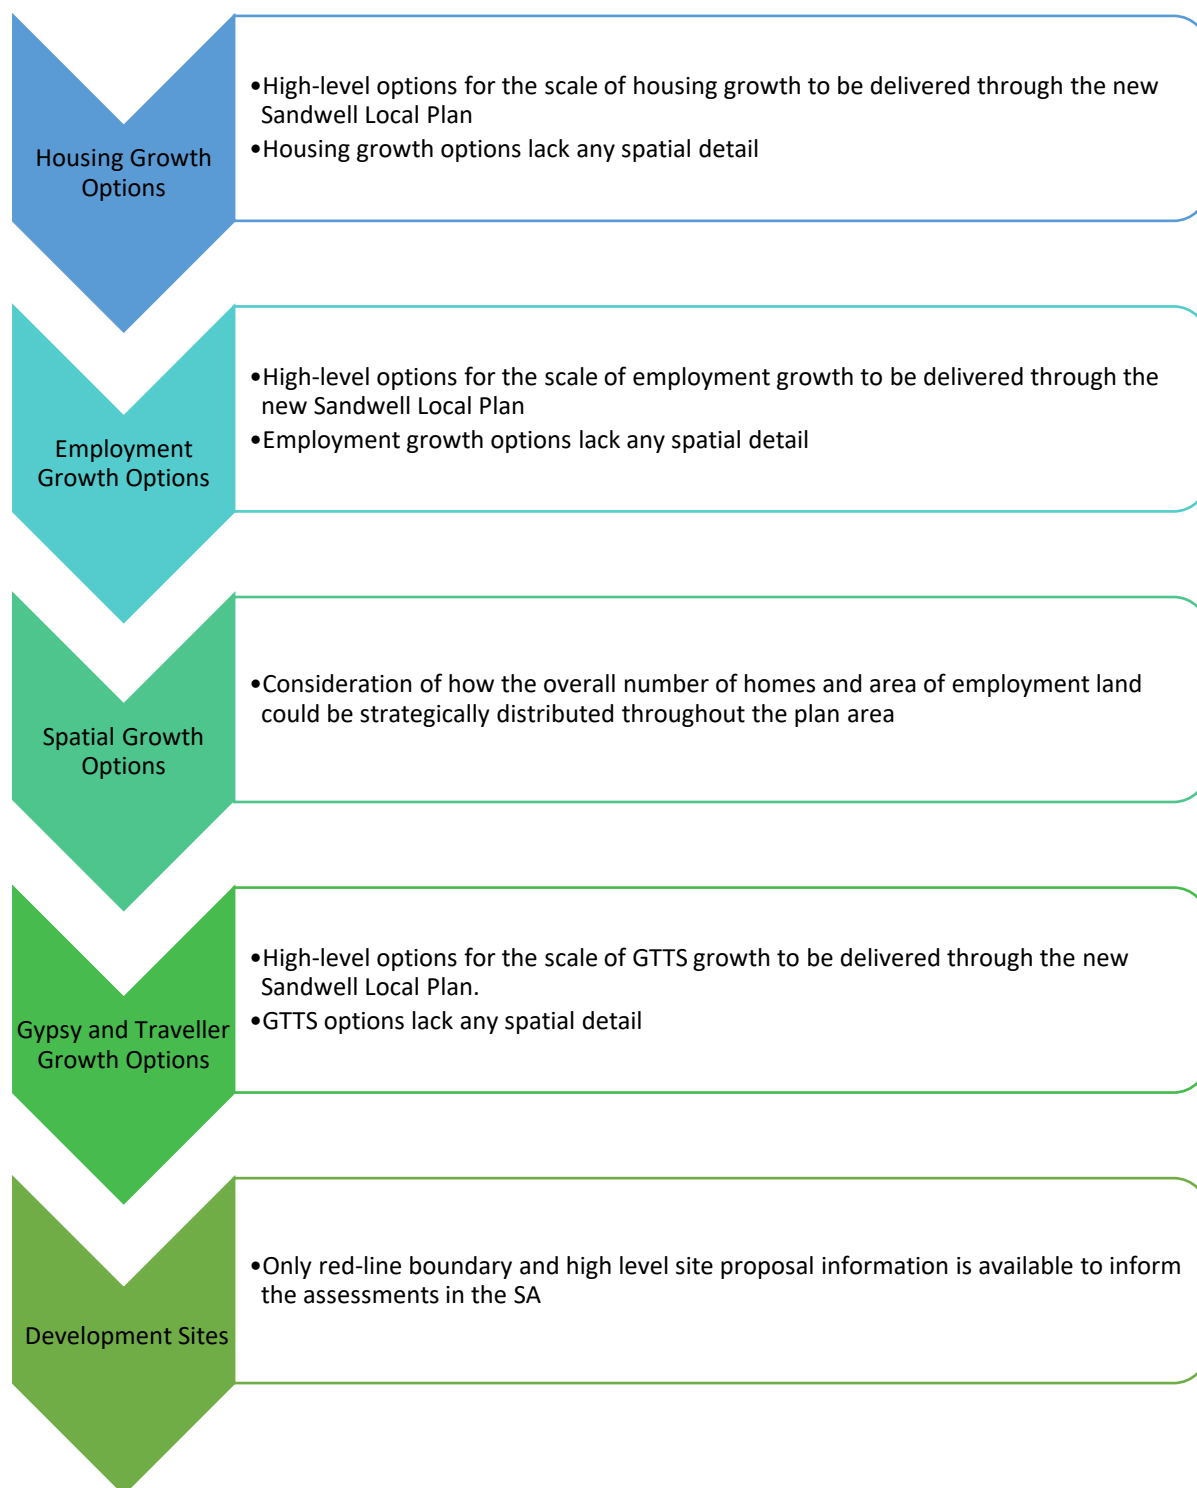 Housing Growth
Options
•High-level options for the scale of housing growth to be delivered through the new
Sandwell Local Plan
•Housing growth options lack any spatial detail
Employment
Growth Options
•High-level options for the scale of employment growth to be delivered through the
new Sandwell Local Plan
•Employment growth options lack any spatial detail
Spatial Growth
Options
•Consideration of how the overall number of homes and area of employment land
could be strategically distributed throughout the plan area
Gypsy and Traveller
Growth Options
•High-level options for the scale of GTTS growth to be delivered through the new
Sandwell Local Plan.
•GTTS options lack any spatial detail
Development Sites
•Only red-line boundary and high level site proposal information is available to inform
the assessments in the SA